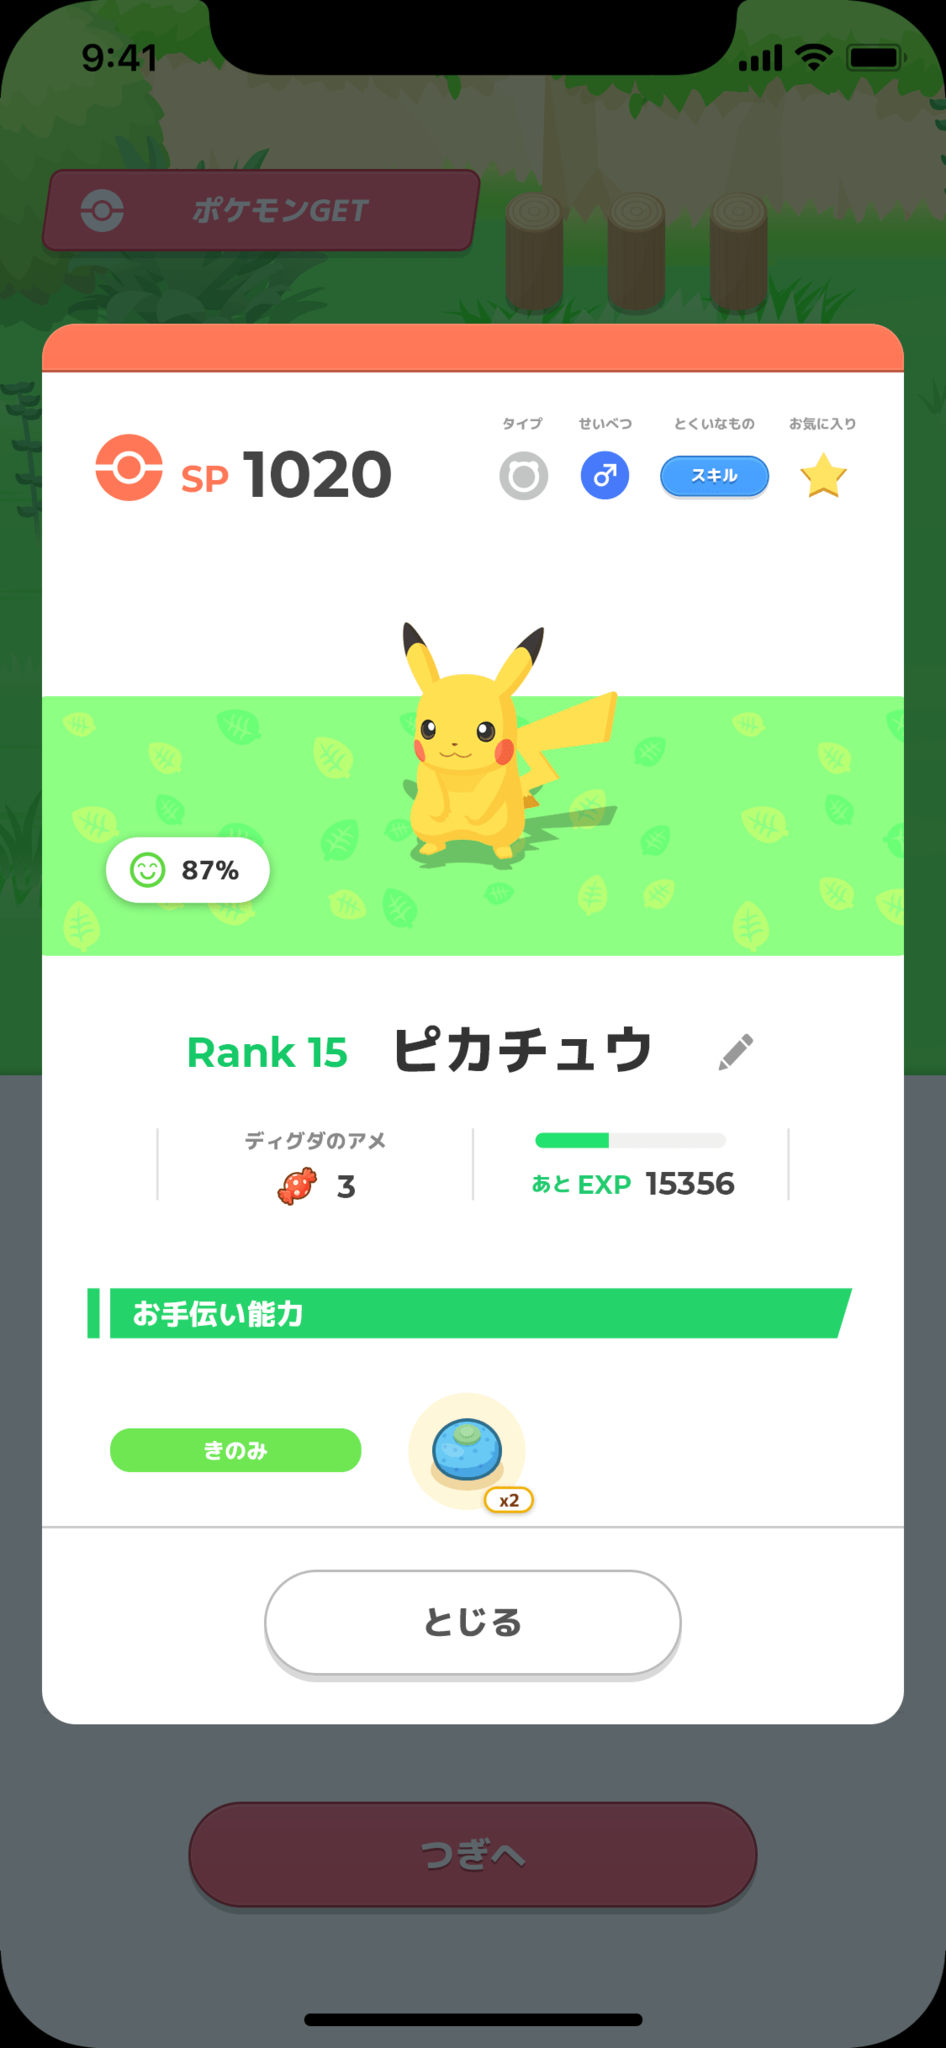 9:41
ポケモンGET
SP 1020
タイプ
せいべつ
とくいなもの
お気に入り
スキル
87%
Rank 15 ピカチュウ
ディグダのアメ
3
あと EXP 15356
お手伝い能力
きのみ
x2
とじる
つぎへ